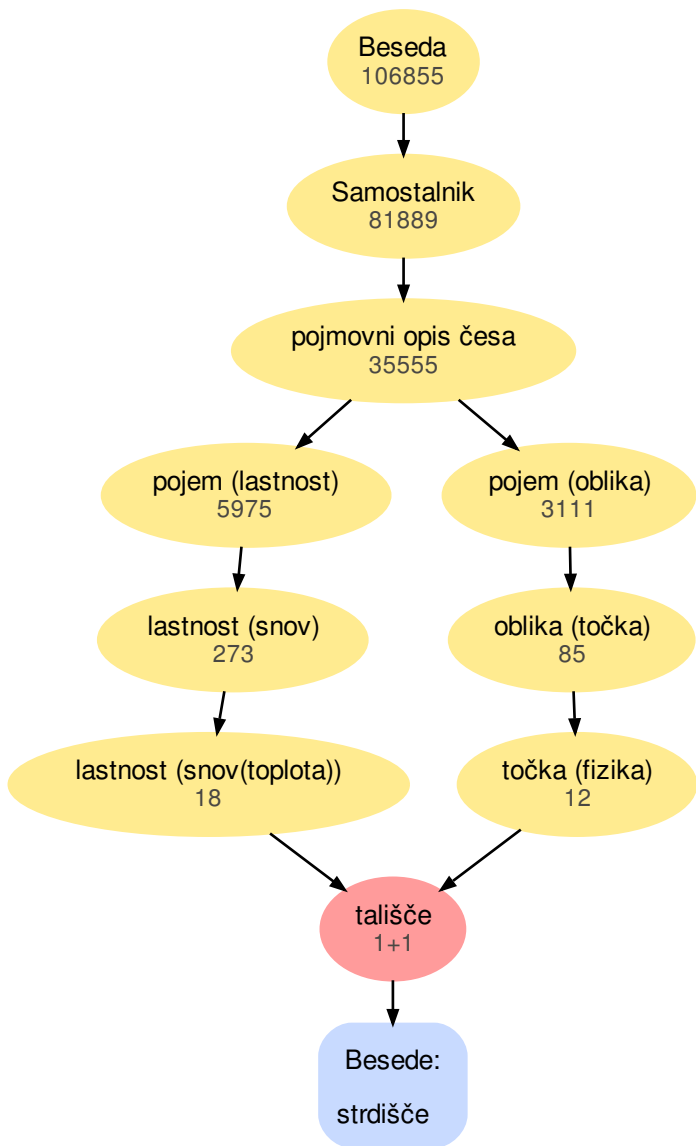 Beseda
106855
Samostalnik
81889
pojmovni opis česa
35555
pojem (lastnost)
5975
pojem (oblika)
3111
lastnost (snov)
273
oblika (točka)
85
lastnost (snov(toplota))
18
točka (fizika)
12
tališče
1+1
Besede:
strdišče